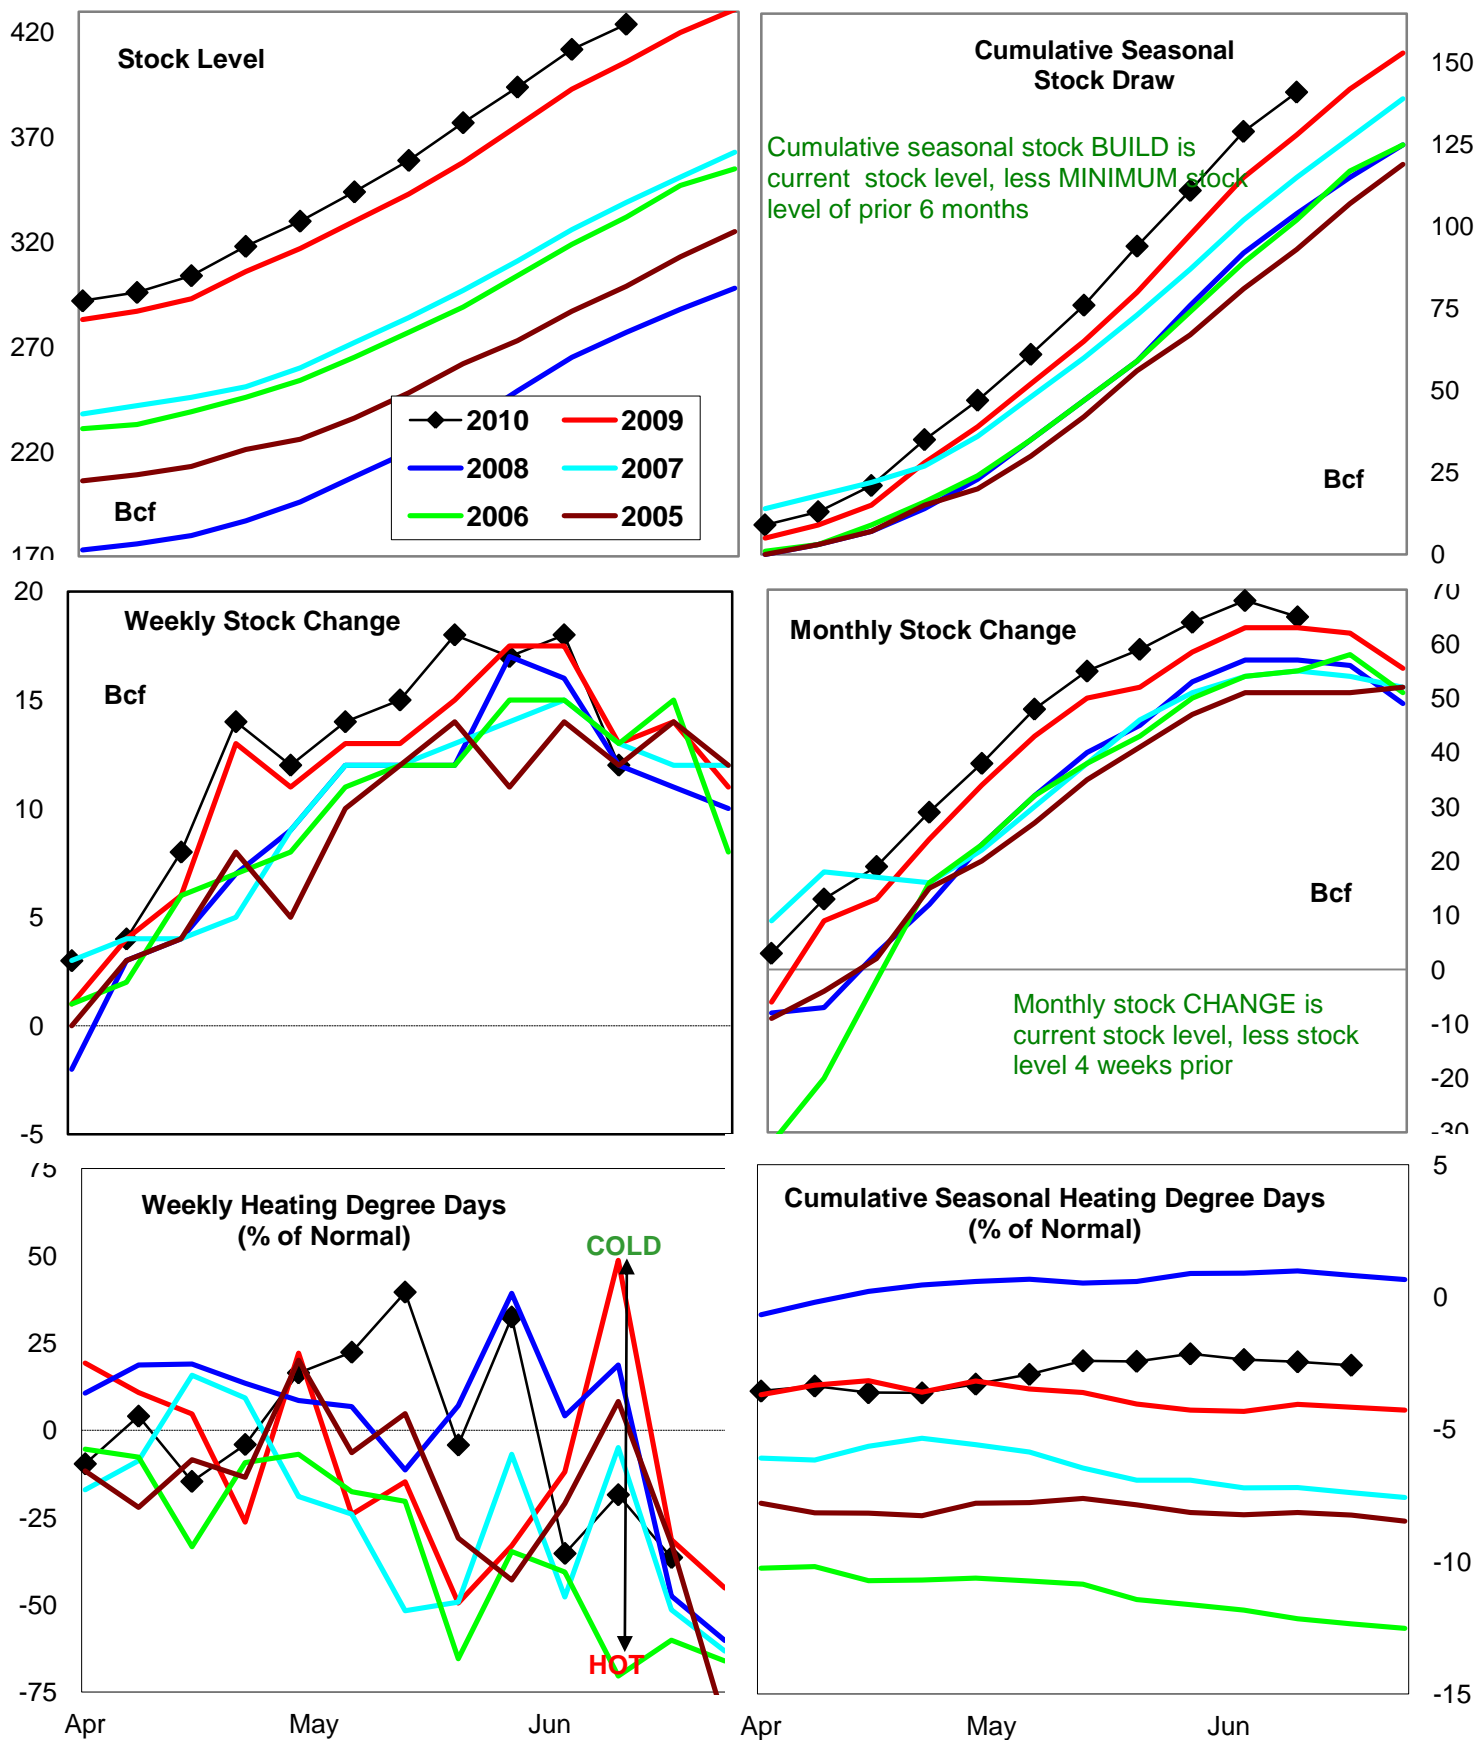 420
370
320
270
220
170
Stock Level
Bcf
2010
2009
2008
2007
2006
2005
Cumulative Seasonal
Stock Draw
Cumulative seasonal stock BUILD is
current stock level, less MINIMUM stock
level of prior 6 months
Bcf
150
125
100
75
50
25
0
20
15
10
5
0
-5
Weekly Stock Change
Bcf
Monthly Stock Change
Bcf
Monthly stock CHANGE is
current stock level, less stock
level 4 weeks prior
70
60
50
40
30
20
10
0
-10
-20
-30
75
50
25
0
-25
-50
-75
Weekly Heating Degree Days
(% of Normal)
COLD
HOT
Apr
May
Jun
Cumulative Seasonal Heating Degree Days
(% of Normal)
5
0
-5
-10
-15
Apr
May
Jun